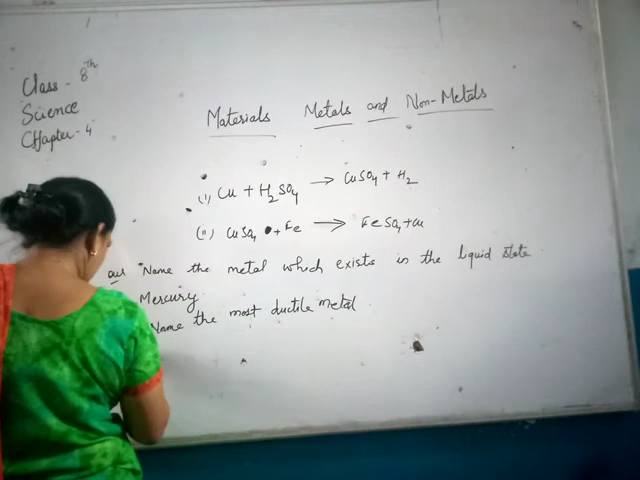 Class - 8th
Science
Chapter - 4
Materials Metals and Non-Metals
(i) Cu + H2SO4 → CuSO4 + H2
(ii) CuSO4 + Fe → FeSO4 + Cu
Name the metal which exists in the liquid state
Mercury
Name the most ductile metal